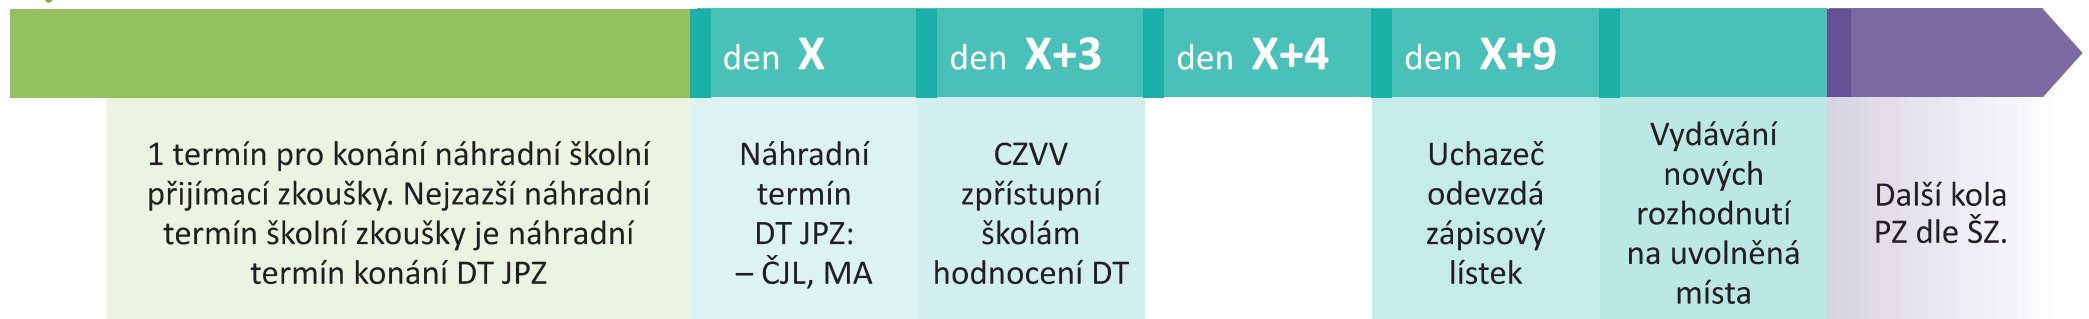 den X
den X+3
den X+4
den X+9
1 termín pro konání náhradní školní
přijímací zkoušky. Nejzazší náhradní
termín školní zkoušky je náhradní
termín konání DT JPZ
Náhradní
termín
DT JPZ:
– ČJL, MA
CZVV
zpřístupní
školám
hodnocení DT
Uchazeč
odevzdá
zápisový
lístek
Vydávání
nových
rozhodnutí
na uvolněná
místa
Další kola
PZ dle ŠZ.